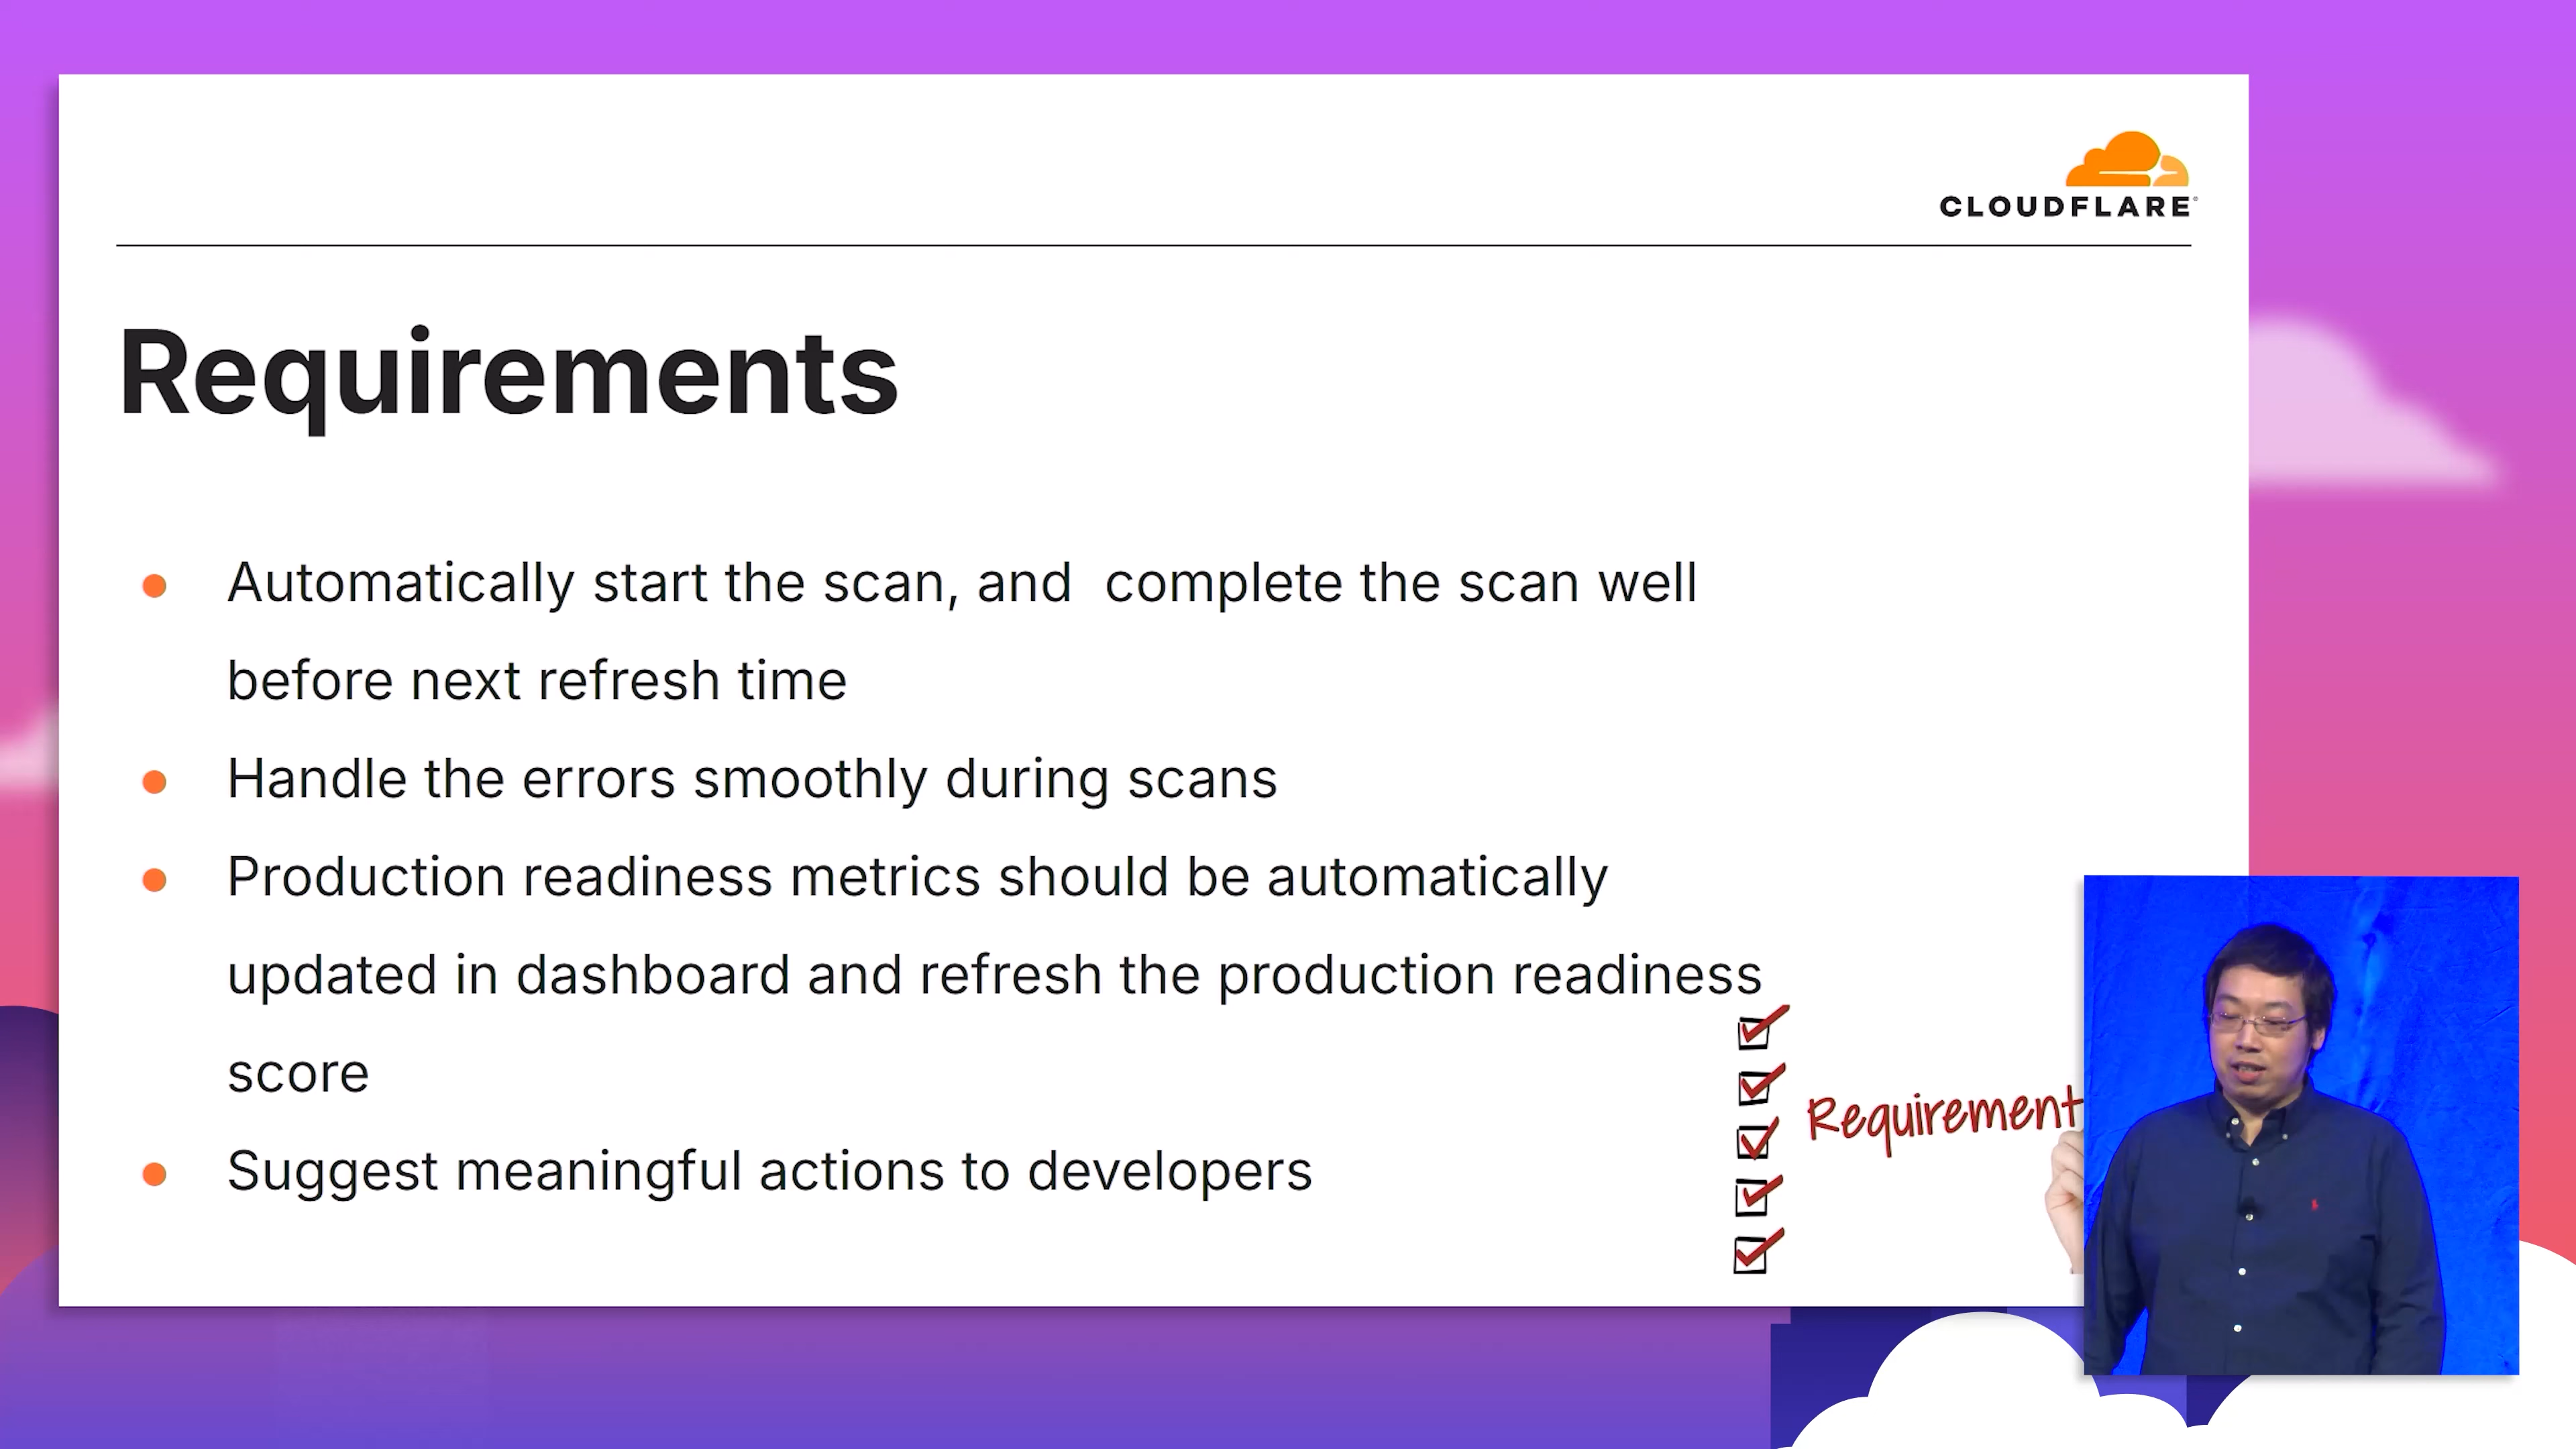 CLOUDFLARE
Requirements
Automatically start the scan, and  complete the scan well
before next refresh time
Handle the errors smoothly during scans
Production readiness metrics should be automatically
updated in dashboard and refresh the production readiness
score
Suggest meaningful actions to developers
Requirement